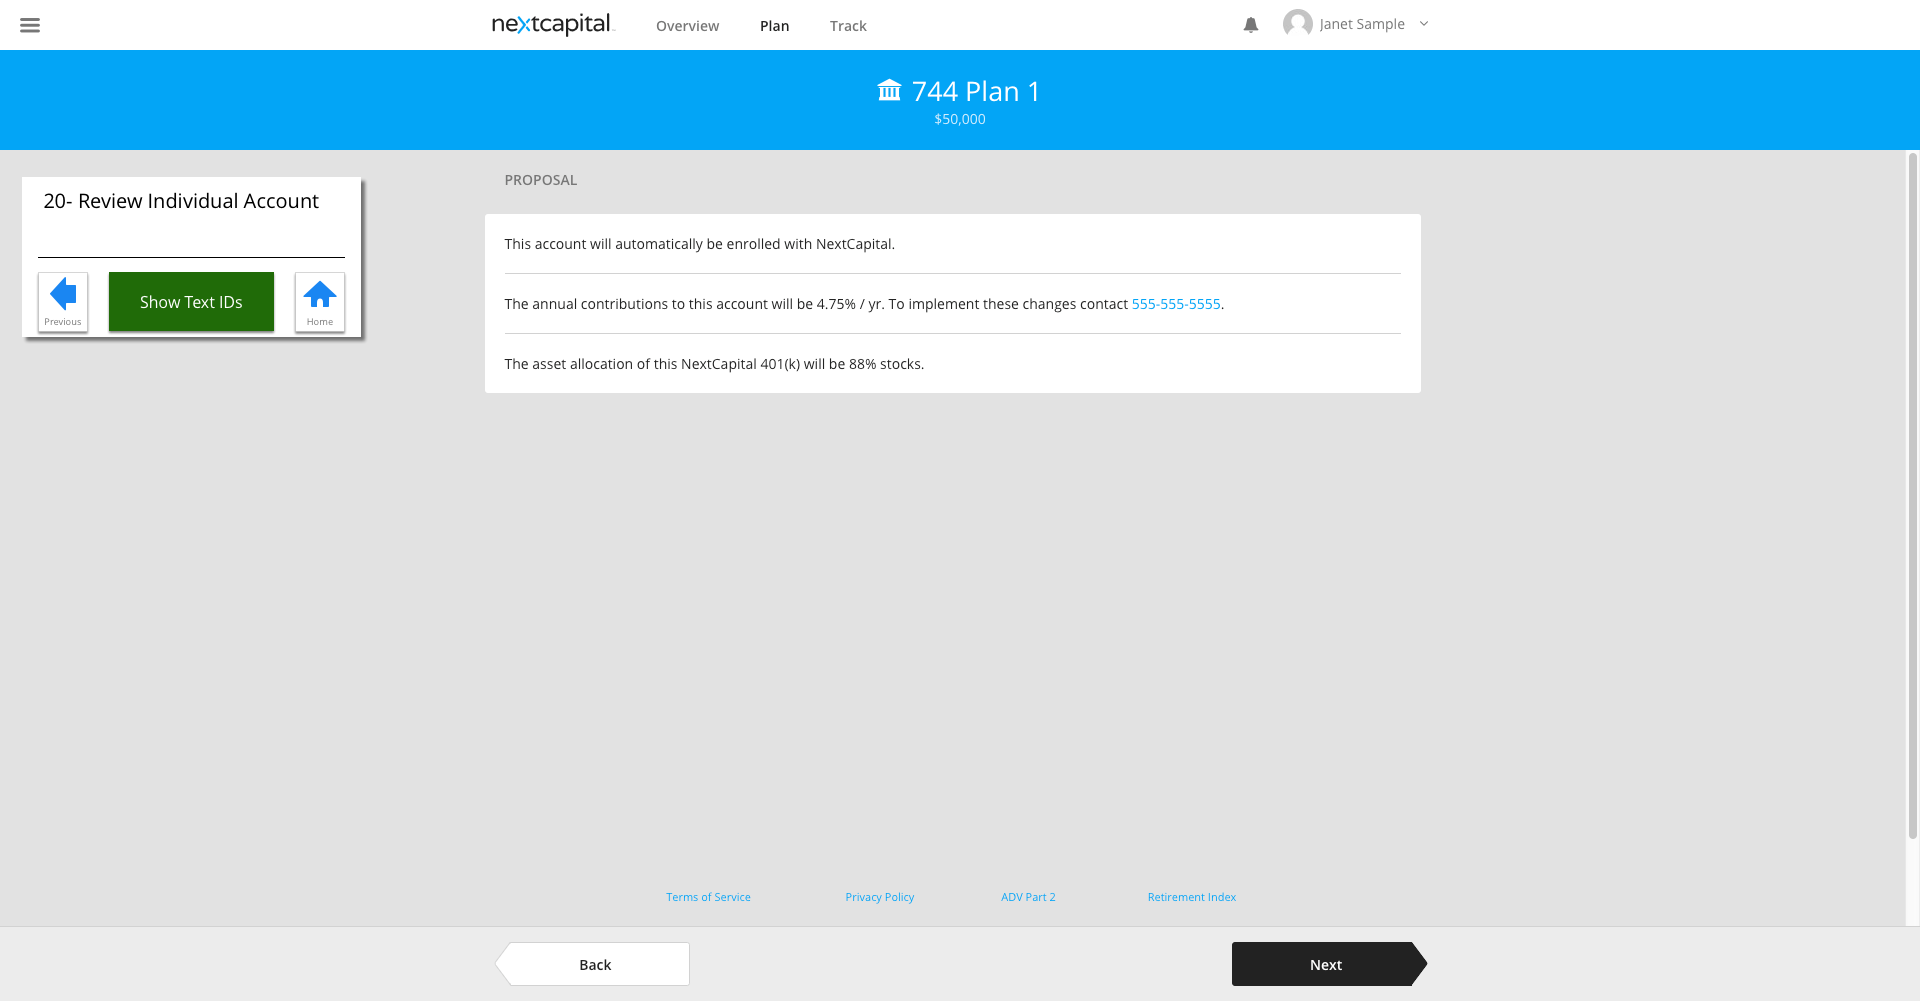 nextcapital
Overview
Plan
Track
Janet Sample
744 Plan 1
$50,000
20- Review Individual Account
Previous
Show Text IDs
Home
PROPOSAL
This account will automatically be enrolled with NextCapital.
The annual contributions to this account will be 4.75% / yr. To implement these changes contact 555-555-5555.
The asset allocation of this NextCapital 401(k) will be 88% stocks.
Terms of Service
Privacy Policy
ADV Part 2
Retirement Index
Back
Next